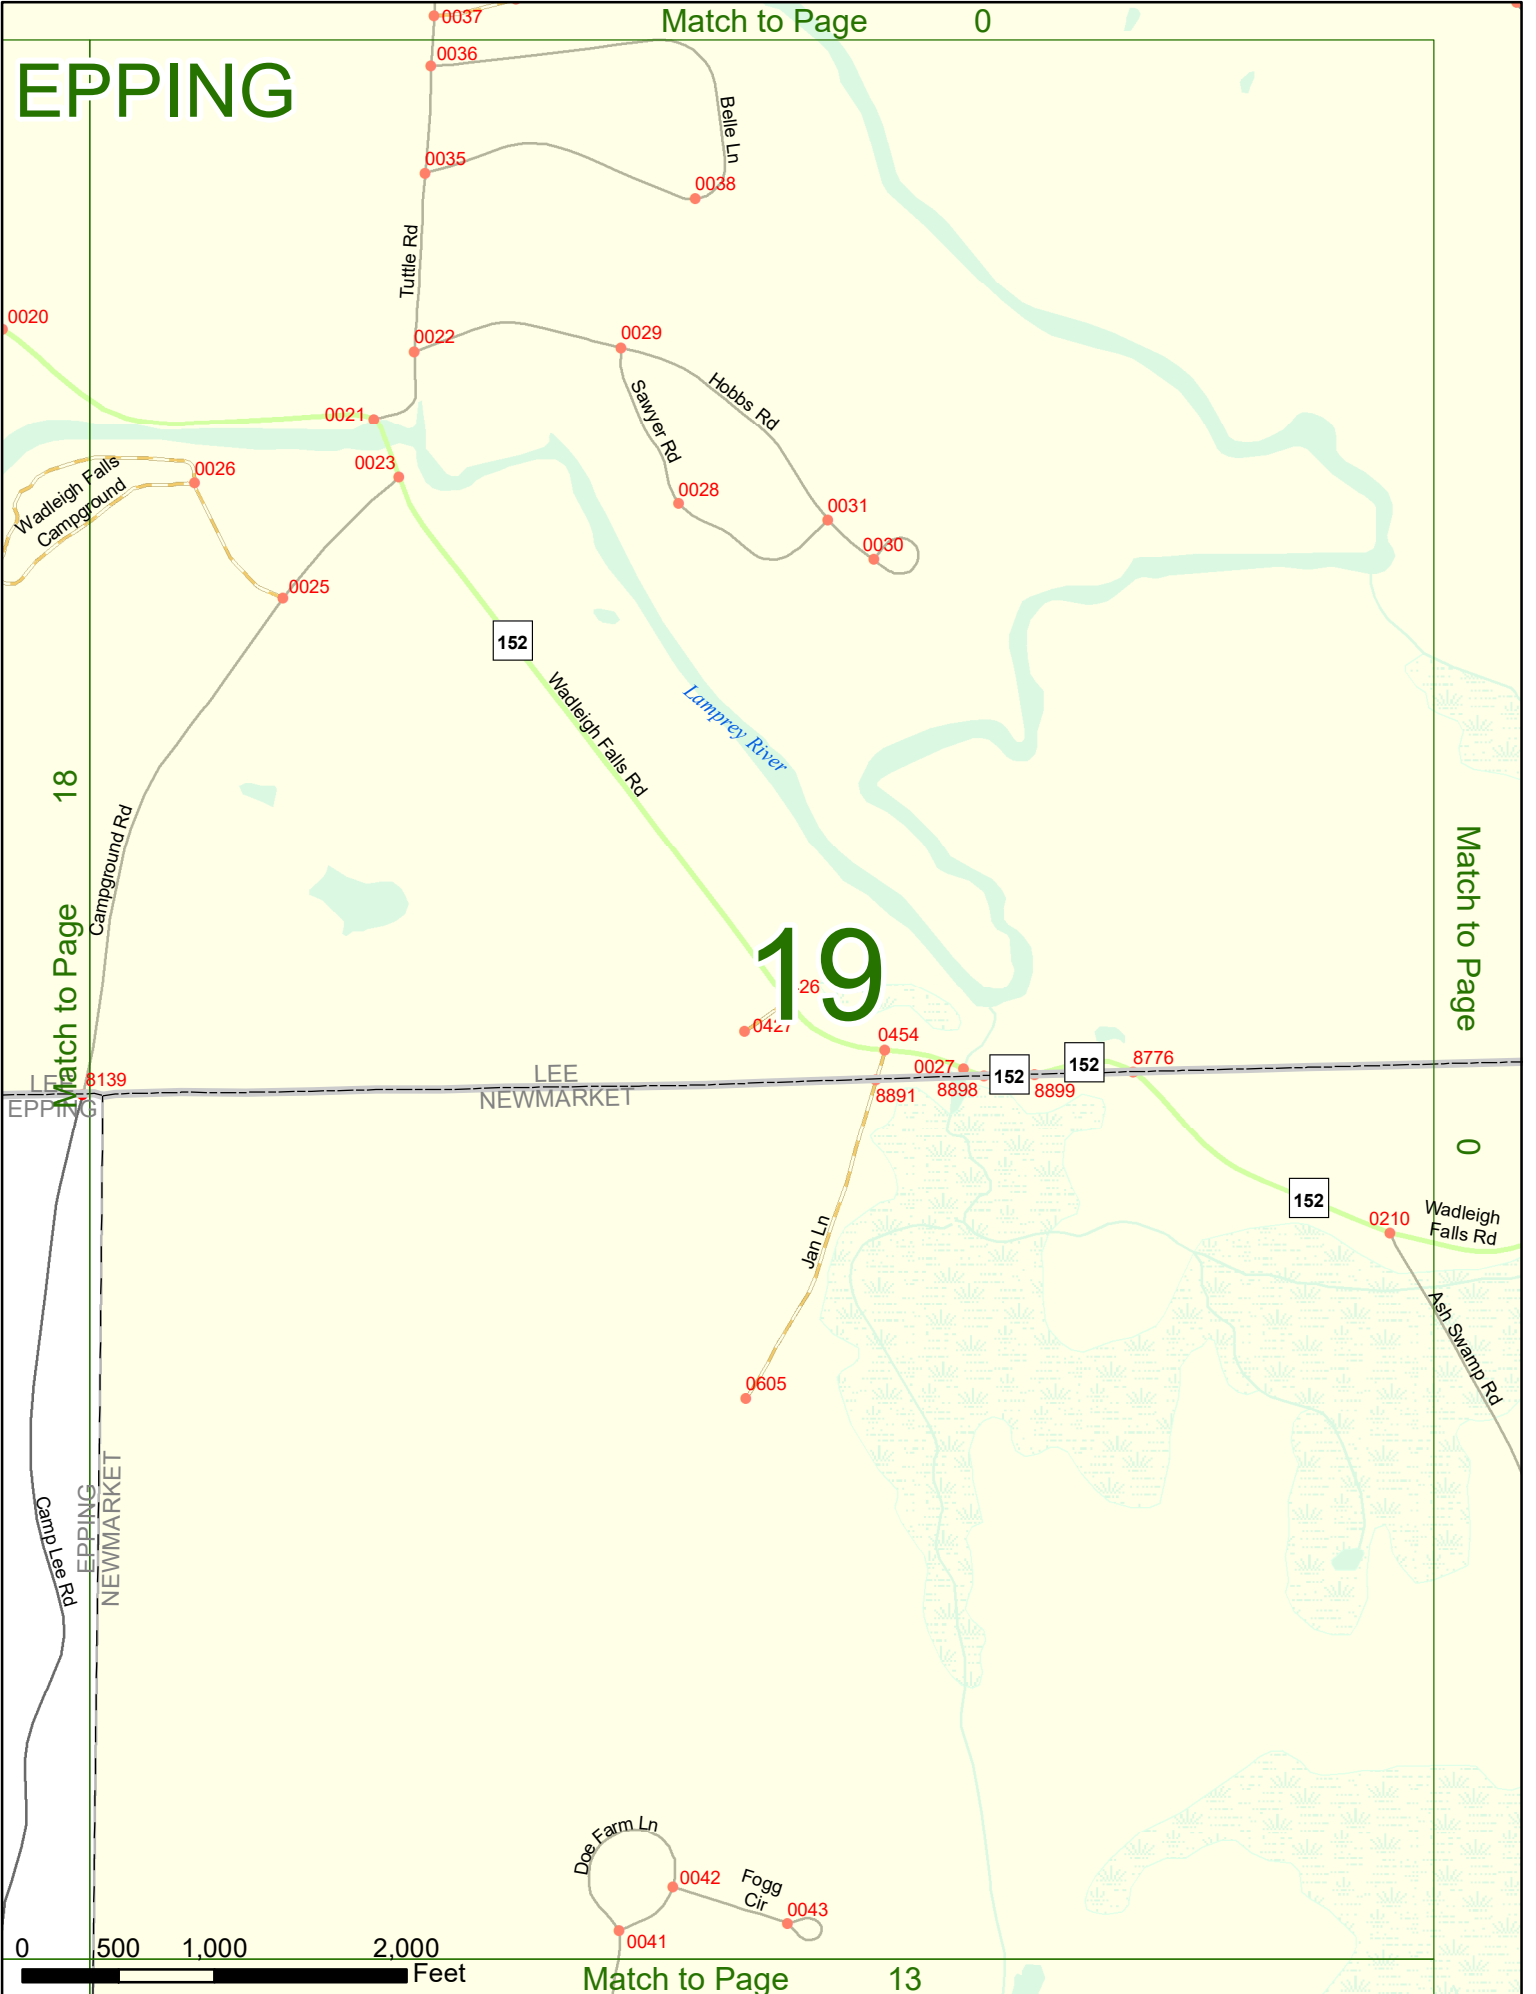 Match to Page 0
EPPING
0037
0036
Belle Ln
0035
0038
Tuttle Rd
0020
0022
0029
Sawyer Rd
Hobbs Rd
0021
0023
0026
Wadleigh Falls
Campground
0028
0031
0030
0025
152
Wadleigh Falls Rd
Lamprey River
Match to Page 18
Campground Rd
Match to Page 0
19
26
0427
0454
0027
152
152
8776
8139
LEE
EPPING
LEE
NEWMARKET
8891
8898
8899
152
0210
Wadleigh
Falls Rd
Jan Ln
Ash Swamp Rd
0605
EPPING
NEWMARKET
Camp Lee Rd
Doe Farm Ln
0042
Fogg
Cir
0043
0041
0 500 1,000 2,000
Feet
Match to Page 13